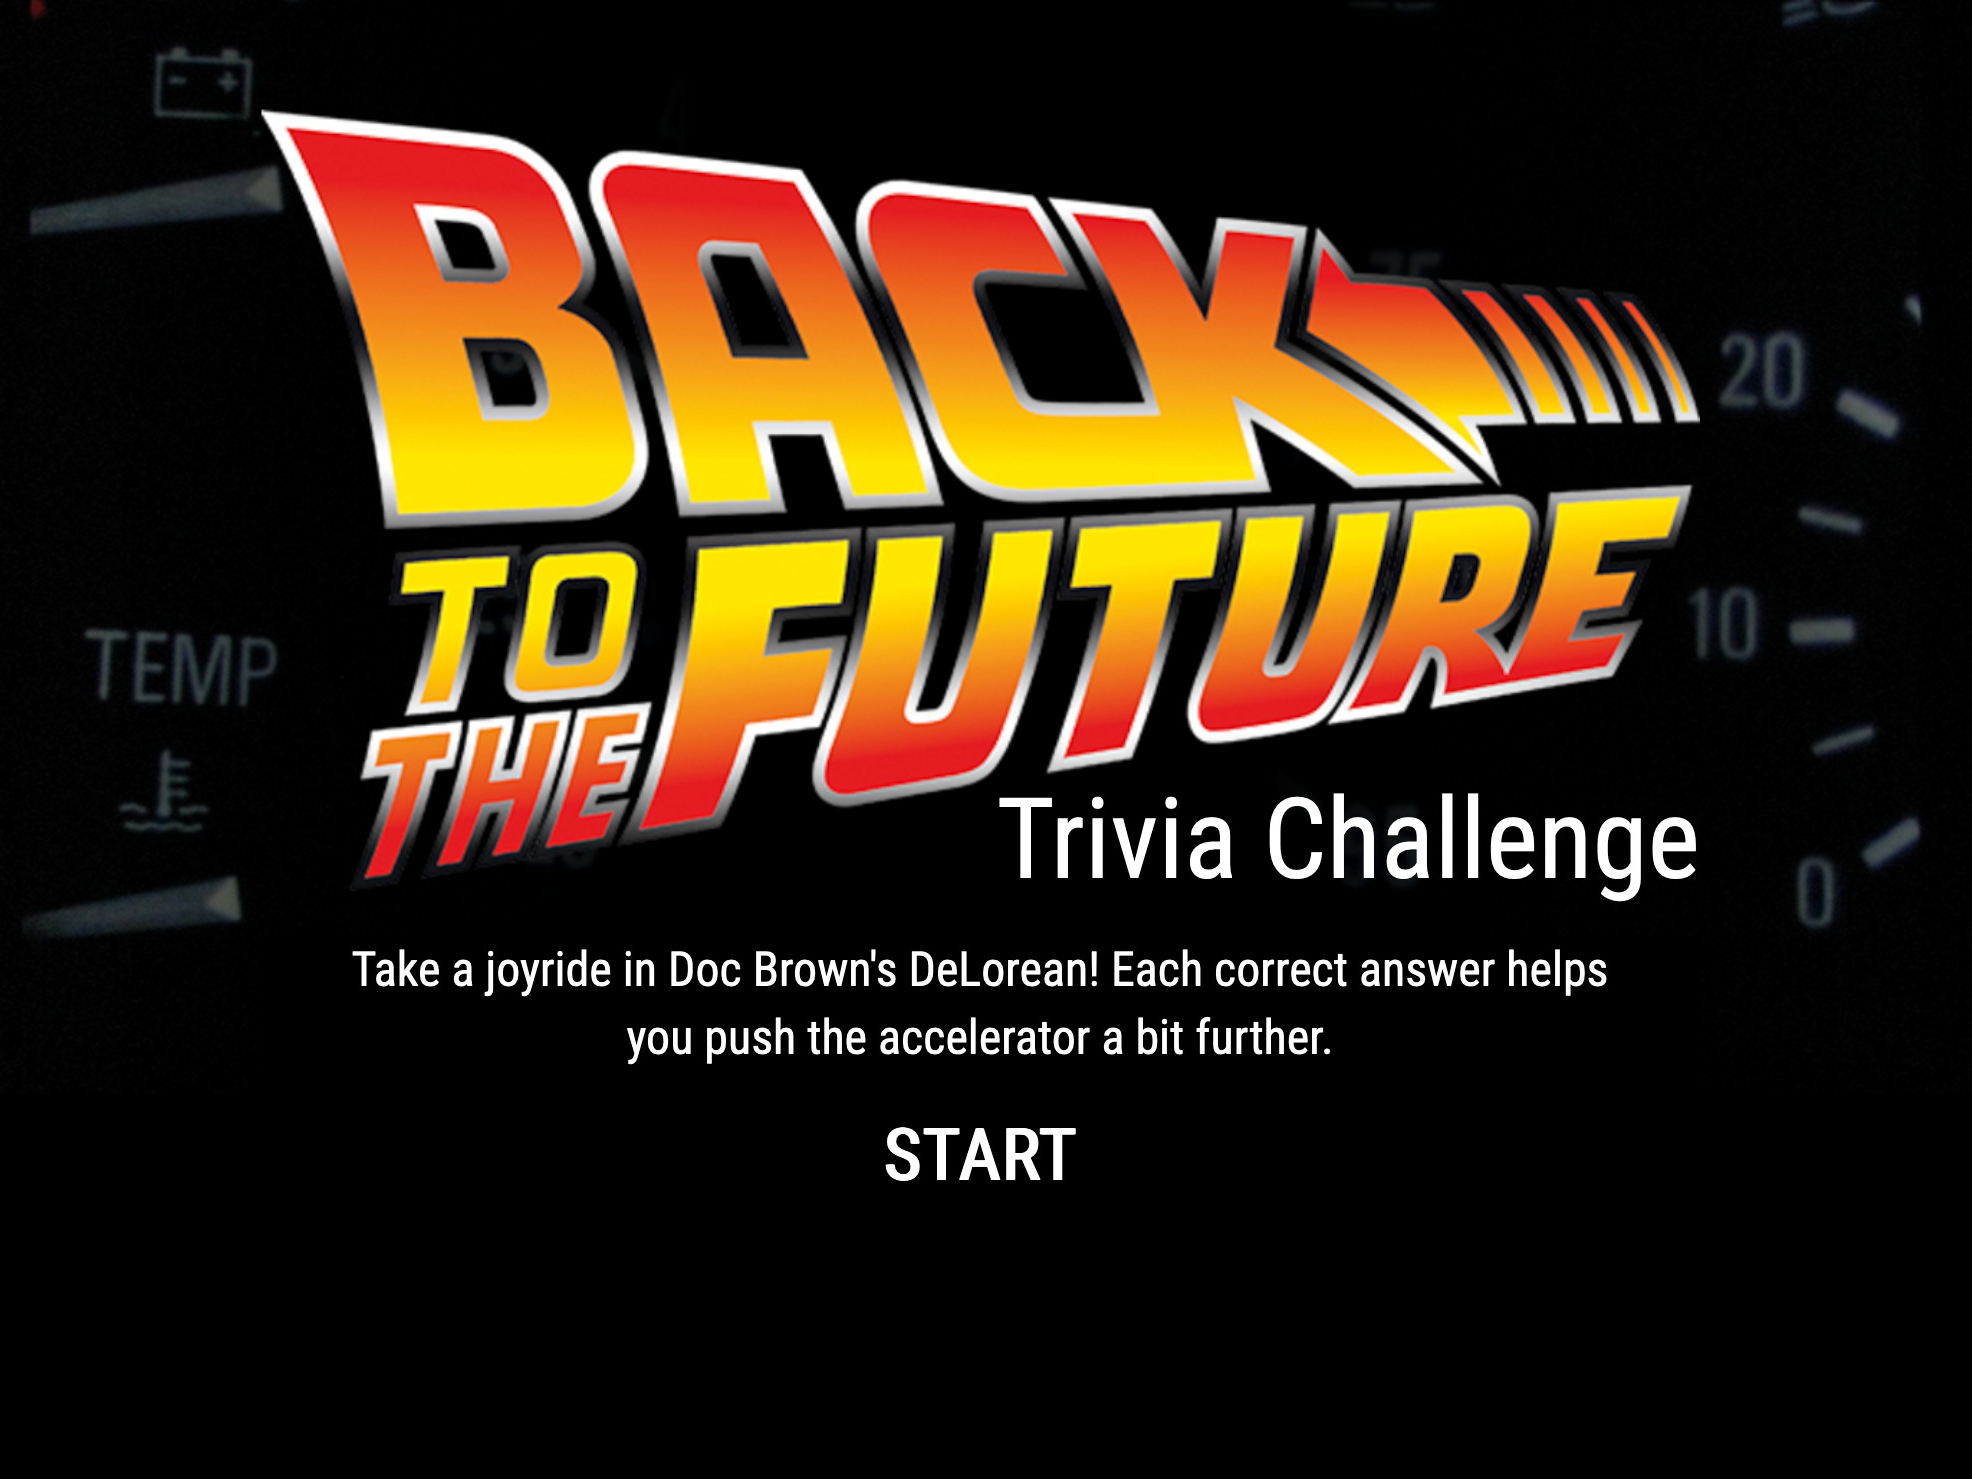 BACK
TO THE FUTURE
Trivia Challenge
20
10
TEMP
0
Take a joyride in Doc Brown's DeLorean! Each correct answer helps
you push the accelerator a bit further.
START